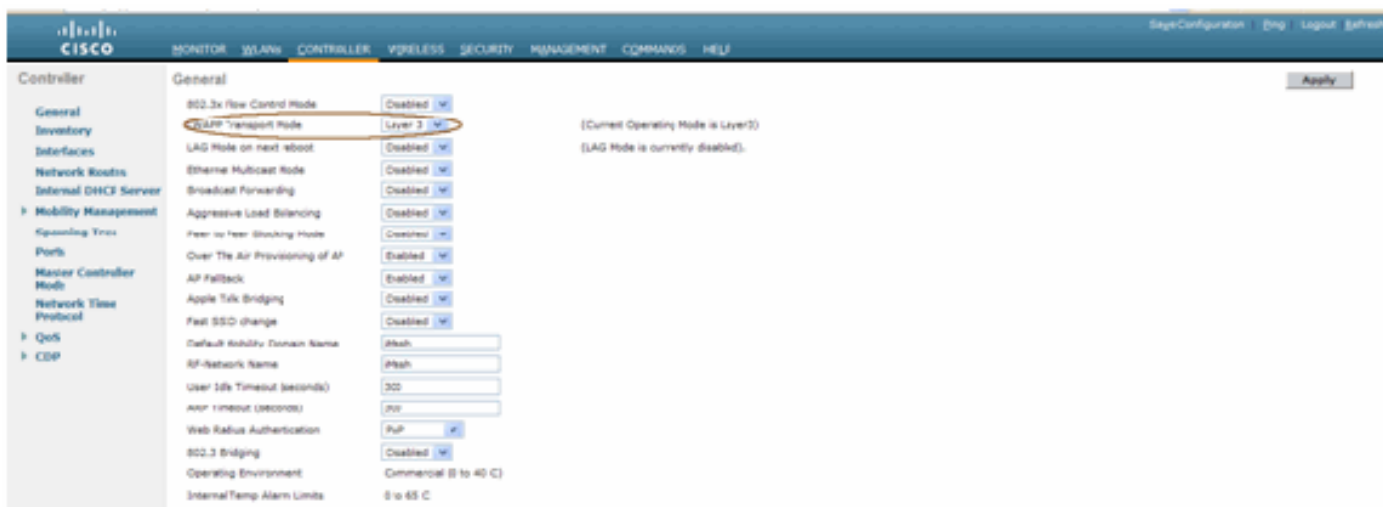 SaveConfiguration Ping Logout Refresh
CISCO
MONITOR WLANs CONTROLLER WIRELESS SECURITY MANAGEMENT COMMANDS HELP
Controller
General
Inventory
Interfaces
Network Routes
Internal DHCP Server
Mobility Management
Spanning Tree
Ports
Master Controller
Mode
Network Time
Protocol
QoS
CDP
General
Apply
802.3x Flow Control Mode Disabled
LWAPP Transport Mode Layer 3 (Current Operating Mode is Layer3)
LAG Mode on next reboot Disabled (LAG Mode is currently disabled).
Ethernet Multicast Mode Disabled
Broadcast Forwarding Disabled
Aggressive Load Balancing Disabled
Peer to Peer Blocking Mode Disabled
Over The Air Provisioning of AP Enabled
AP Fallback Enabled
Apple Talk Bridging Disabled
Fast SSID change Disabled
Default Mobility Domain Name
RF-Network Name
User Idle Timeout (seconds) 300
ARP Timeout (seconds) 300
Web Radius Authentication PAP
802.3 Bridging Disabled
Operating Environment Commercial (0 to 40 C)
Internal Temp Alarm Limits 0 to 65 C